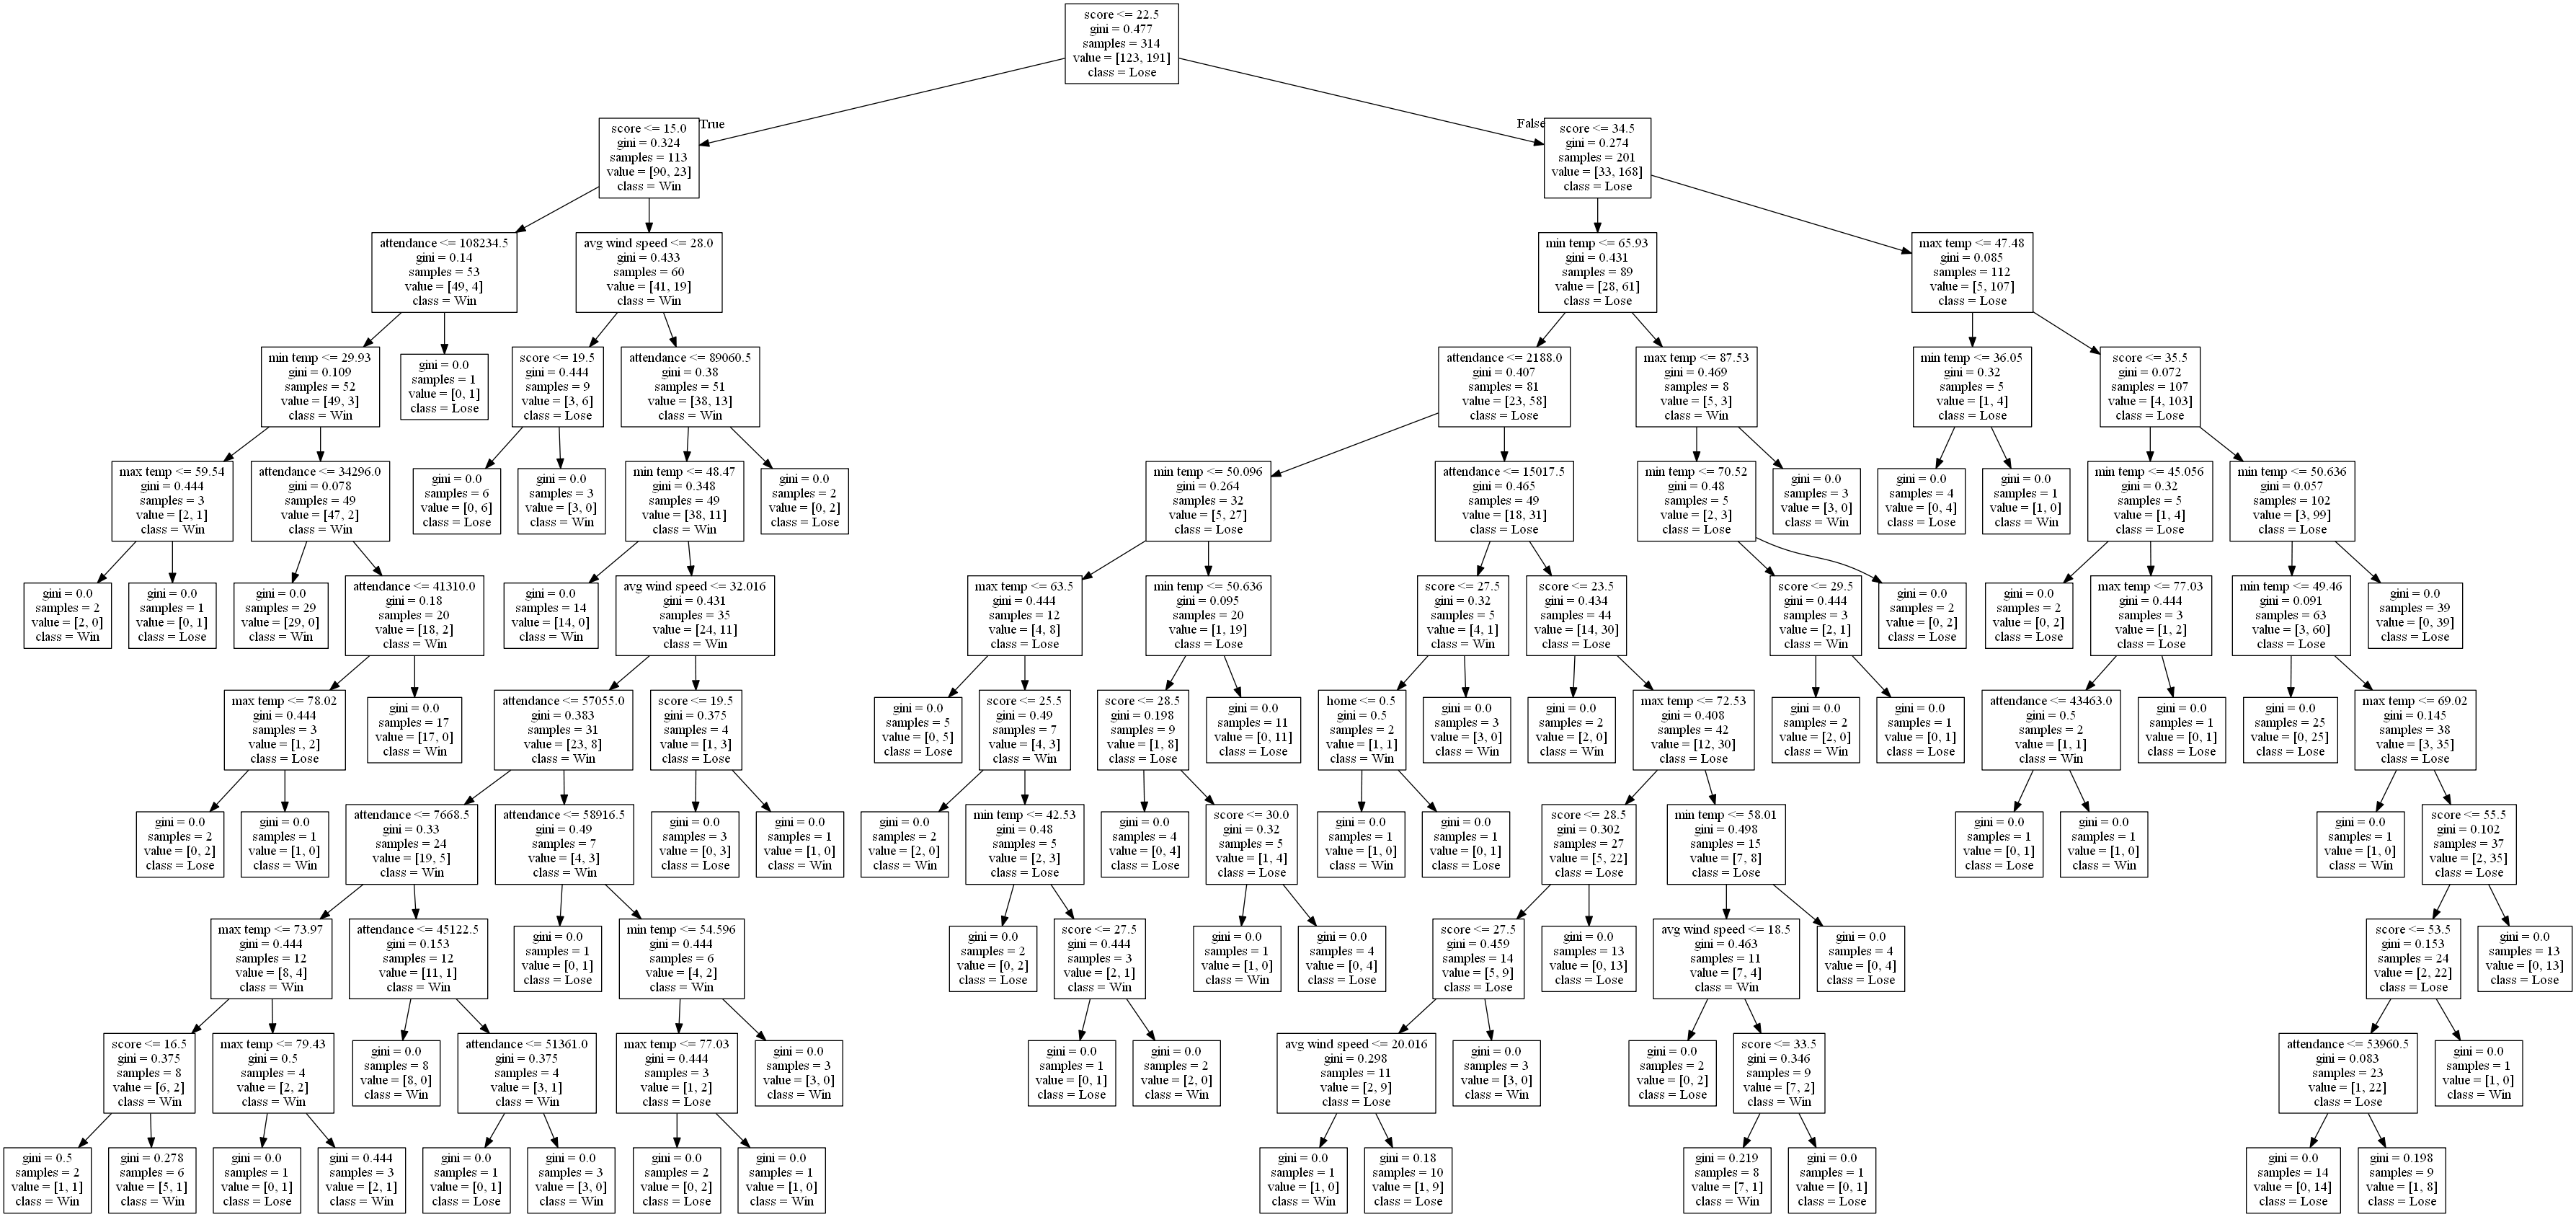 score <= 22.5
gini = 0.477
samples = 314
value = [123, 191]
class = Lose
True
False
score <= 15.0
gini = 0.324
samples = 113
value = [90, 23]
class = Win
score <= 34.5
gini = 0.274
samples = 201
value = [33, 168]
class = Lose
attendance <= 108234.5
gini = 0.14
samples = 53
value = [49, 4]
class = Win
avg wind speed <= 28.0
gini = 0.433
samples = 60
value = [41, 19]
class = Win
min temp <= 65.93
gini = 0.431
samples = 89
value = [28, 61]
class = Lose
max temp <= 47.48
gini = 0.085
samples = 112
value = [5, 107]
class = Lose
min temp <= 29.93
gini = 0.109
samples = 52
value = [49, 3]
class = Win
gini = 0.0
samples = 1
value = [0, 1]
class = Lose
score <= 19.5
gini = 0.444
samples = 9
value = [3, 6]
class = Lose
attendance <= 89060.5
gini = 0.38
samples = 51
value = [38, 13]
class = Win
attendance <= 2188.0
gini = 0.407
samples = 81
value = [23, 58]
class = Lose
max temp <= 87.53
gini = 0.469
samples = 8
value = [5, 3]
class = Win
min temp <= 36.05
gini = 0.32
samples = 5
value = [1, 4]
class = Lose
score <= 35.5
gini = 0.072
samples = 107
value = [4, 103]
class = Lose
max temp <= 59.54
gini = 0.444
samples = 3
value = [2, 1]
class = Win
attendance <= 34296.0
gini = 0.078
samples = 49
value = [47, 2]
class = Win
gini = 0.0
samples = 6
value = [0, 6]
class = Lose
gini = 0.0
samples = 3
value = [3, 0]
class = Win
min temp <= 48.47
gini = 0.348
samples = 49
value = [38, 11]
class = Win
gini = 0.0
samples = 2
value = [0, 2]
class = Lose
min temp <= 50.096
gini = 0.264
samples = 32
value = [5, 27]
class = Lose
attendance <= 15017.5
gini = 0.465
samples = 49
value = [18, 31]
class = Lose
min temp <= 70.52
gini = 0.48
samples = 5
value = [2, 3]
class = Lose
gini = 0.0
samples = 3
value = [3, 0]
class = Win
gini = 0.0
samples = 4
value = [0, 4]
class = Lose
gini = 0.0
samples = 1
value = [1, 0]
class = Win
min temp <= 45.056
gini = 0.32
samples = 5
value = [1, 4]
class = Lose
min temp <= 50.636
gini = 0.057
samples = 102
value = [3, 99]
class = Lose
gini = 0.0
samples = 2
value = [2, 0]
class = Win
gini = 0.0
samples = 1
value = [0, 1]
class = Lose
gini = 0.0
samples = 29
value = [29, 0]
class = Win
attendance <= 41310.0
gini = 0.18
samples = 20
value = [18, 2]
class = Win
gini = 0.0
samples = 14
value = [14, 0]
class = Win
avg wind speed <= 32.016
gini = 0.431
samples = 35
value = [24, 11]
class = Win
max temp <= 63.5
gini = 0.444
samples = 12
value = [4, 8]
class = Lose
min temp <= 50.636
gini = 0.095
samples = 20
value = [1, 19]
class = Lose
score <= 27.5
gini = 0.32
samples = 5
value = [4, 1]
class = Win
score <= 23.5
gini = 0.434
samples = 44
value = [14, 30]
class = Lose
score <= 29.5
gini = 0.444
samples = 3
value = [2, 1]
class = Win
gini = 0.0
samples = 2
value = [0, 2]
class = Lose
gini = 0.0
samples = 2
value = [0, 2]
class = Lose
max temp <= 77.03
gini = 0.444
samples = 3
value = [1, 2]
class = Lose
min temp <= 49.46
gini = 0.091
samples = 63
value = [3, 60]
class = Lose
gini = 0.0
samples = 39
value = [0, 39]
class = Lose
max temp <= 78.02
gini = 0.444
samples = 3
value = [1, 2]
class = Lose
gini = 0.0
samples = 17
value = [17, 0]
class = Win
attendance <= 57055.0
gini = 0.383
samples = 31
value = [23, 8]
class = Win
score <= 19.5
gini = 0.375
samples = 4
value = [1, 3]
class = Lose
gini = 0.0
samples = 5
value = [0, 5]
class = Lose
score <= 25.5
gini = 0.49
samples = 7
value = [4, 3]
class = Win
score <= 28.5
gini = 0.198
samples = 9
value = [1, 8]
class = Lose
gini = 0.0
samples = 11
value = [0, 11]
class = Lose
home <= 0.5
gini = 0.5
samples = 2
value = [1, 1]
class = Win
gini = 0.0
samples = 3
value = [3, 0]
class = Win
gini = 0.0
samples = 2
value = [2, 0]
class = Win
max temp <= 72.53
gini = 0.408
samples = 42
value = [12, 30]
class = Lose
gini = 0.0
samples = 2
value = [2, 0]
class = Win
gini = 0.0
samples = 1
value = [0, 1]
class = Lose
attendance <= 43463.0
gini = 0.5
samples = 2
value = [1, 1]
class = Win
gini = 0.0
samples = 1
value = [0, 1]
class = Lose
gini = 0.0
samples = 25
value = [0, 25]
class = Lose
max temp <= 69.02
gini = 0.145
samples = 38
value = [3, 35]
class = Lose
gini = 0.0
samples = 2
value = [0, 2]
class = Lose
gini = 0.0
samples = 1
value = [1, 0]
class = Win
attendance <= 7668.5
gini = 0.33
samples = 24
value = [19, 5]
class = Win
attendance <= 58916.5
gini = 0.49
samples = 7
value = [4, 3]
class = Win
gini = 0.0
samples = 3
value = [0, 3]
class = Lose
gini = 0.0
samples = 1
value = [1, 0]
class = Win
gini = 0.0
samples = 2
value = [2, 0]
class = Win
min temp <= 42.53
gini = 0.48
samples = 5
value = [2, 3]
class = Lose
gini = 0.0
samples = 4
value = [0, 4]
class = Lose
score <= 30.0
gini = 0.32
samples = 5
value = [1, 4]
class = Lose
gini = 0.0
samples = 1
value = [1, 0]
class = Win
gini = 0.0
samples = 1
value = [0, 1]
class = Lose
score <= 28.5
gini = 0.302
samples = 27
value = [5, 22]
class = Lose
min temp <= 58.01
gini = 0.498
samples = 15
value = [7, 8]
class = Lose
gini = 0.0
samples = 1
value = [0, 1]
class = Lose
gini = 0.0
samples = 1
value = [1, 0]
class = Win
gini = 0.0
samples = 1
value = [1, 0]
class = Win
score <= 55.5
gini = 0.102
samples = 37
value = [2, 35]
class = Lose
max temp <= 73.97
gini = 0.444
samples = 12
value = [8, 4]
class = Win
attendance <= 45122.5
gini = 0.153
samples = 12
value = [11, 1]
class = Win
gini = 0.0
samples = 1
value = [0, 1]
class = Lose
min temp <= 54.596
gini = 0.444
samples = 6
value = [4, 2]
class = Win
gini = 0.0
samples = 2
value = [0, 2]
class = Lose
score <= 27.5
gini = 0.444
samples = 3
value = [2, 1]
class = Win
gini = 0.0
samples = 1
value = [1, 0]
class = Win
gini = 0.0
samples = 4
value = [0, 4]
class = Lose
score <= 27.5
gini = 0.459
samples = 14
value = [5, 9]
class = Lose
gini = 0.0
samples = 13
value = [0, 13]
class = Lose
avg wind speed <= 18.5
gini = 0.463
samples = 11
value = [7, 4]
class = Win
gini = 0.0
samples = 4
value = [0, 4]
class = Lose
score <= 53.5
gini = 0.153
samples = 24
value = [2, 22]
class = Lose
gini = 0.0
samples = 13
value = [0, 13]
class = Lose
score <= 16.5
gini = 0.375
samples = 8
value = [6, 2]
class = Win
max temp <= 79.43
gini = 0.5
samples = 4
value = [2, 2]
class = Win
gini = 0.0
samples = 8
value = [8, 0]
class = Win
attendance <= 51361.0
gini = 0.375
samples = 4
value = [3, 1]
class = Win
max temp <= 77.03
gini = 0.444
samples = 3
value = [1, 2]
class = Lose
gini = 0.0
samples = 3
value = [3, 0]
class = Win
gini = 0.0
samples = 1
value = [0, 1]
class = Lose
gini = 0.0
samples = 2
value = [2, 0]
class = Win
avg wind speed <= 20.016
gini = 0.298
samples = 11
value = [2, 9]
class = Lose
gini = 0.0
samples = 3
value = [3, 0]
class = Win
gini = 0.0
samples = 2
value = [0, 2]
class = Lose
score <= 33.5
gini = 0.346
samples = 9
value = [7, 2]
class = Win
attendance <= 53960.5
gini = 0.083
samples = 23
value = [1, 22]
class = Lose
gini = 0.0
samples = 1
value = [1, 0]
class = Win
gini = 0.5
samples = 2
value = [1, 1]
class = Win
gini = 0.278
samples = 6
value = [5, 1]
class = Win
gini = 0.0
samples = 1
value = [0, 1]
class = Lose
gini = 0.444
samples = 3
value = [2, 1]
class = Win
gini = 0.0
samples = 1
value = [0, 1]
class = Lose
gini = 0.0
samples = 3
value = [3, 0]
class = Win
gini = 0.0
samples = 2
value = [0, 2]
class = Lose
gini = 0.0
samples = 1
value = [1, 0]
class = Win
gini = 0.0
samples = 1
value = [1, 0]
class = Win
gini = 0.18
samples = 10
value = [1, 9]
class = Lose
gini = 0.219
samples = 8
value = [7, 1]
class = Win
gini = 0.0
samples = 1
value = [0, 1]
class = Lose
gini = 0.0
samples = 14
value = [0, 14]
class = Lose
gini = 0.198
samples = 9
value = [1, 8]
class = Lose